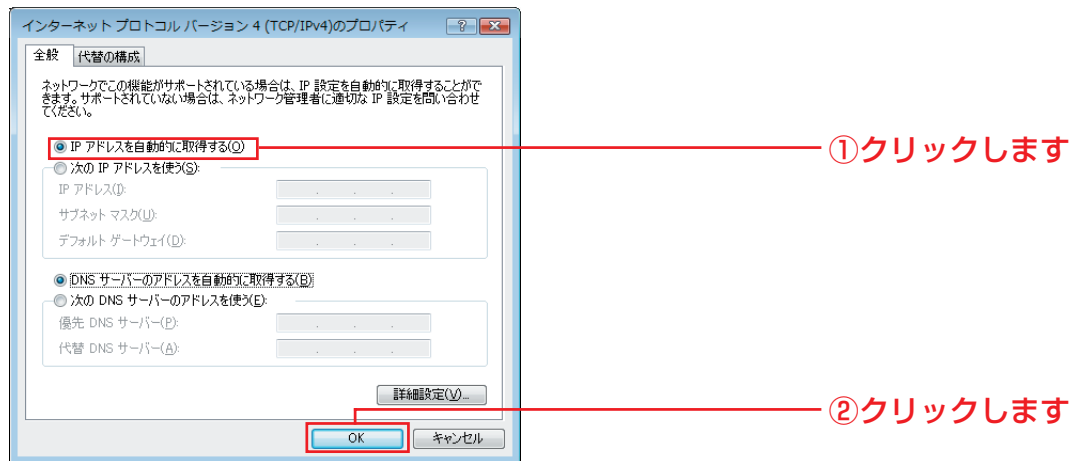 インターネット プロトコル バージョン 4 (TCP/IPv4)のプロパティ
全般
代替の構成
ネットワークでこの機能がサポートされている場合は、IP 設定を自動的に取得することがで
きます。サポートされていない場合は、ネットワーク管理者に適切な IP 設定を問い合わせ
てください。
IP アドレスを自動的に取得する(O)
①クリックします
次の IP アドレスを使う(S):
IP アドレス(I):
サブネット マスク(U):
デフォルト ゲートウェイ(D):
DNS サーバーのアドレスを自動的に取得する(B)
次の DNS サーバーのアドレスを使う(E):
優先 DNS サーバー(P):
代替 DNS サーバー(A):
詳細設定(V)...
②クリックします
OK
キャンセル